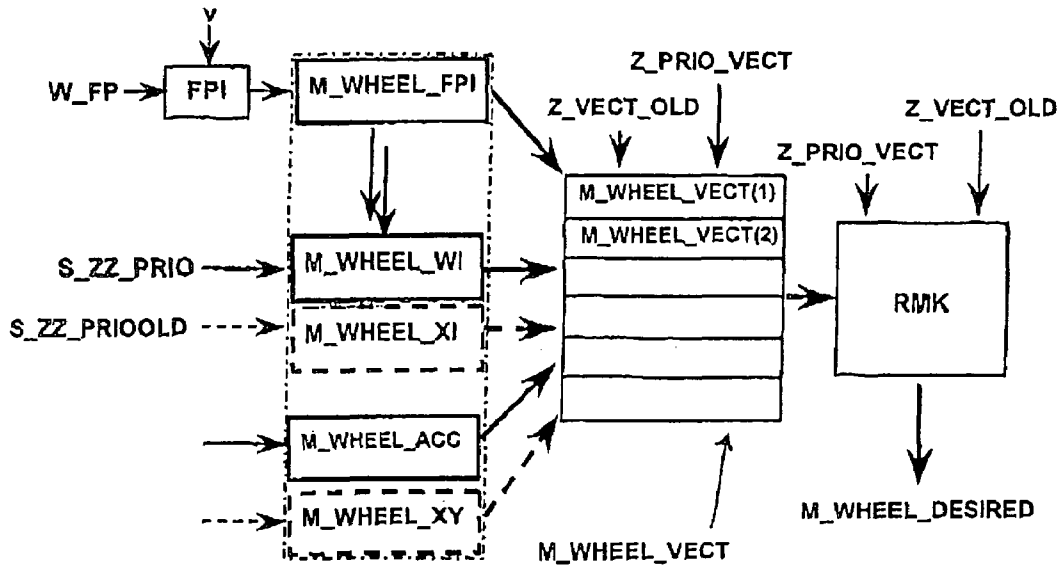 v
W_FP
FPI
M_WHEEL_FPI
Z_PRIO_VECT
Z_VECT_OLD
Z_VECT_OLD
Z_PRIO_VECT
M_WHEEL_VECT(1)
M_WHEEL_VECT(2)
S_ZZ_PRIO
M_WHEEL_WI
S_ZZ_PRIOOLD
M_WHEEL_XI
RMK
M_WHEEL_ACC
M_WHEEL_XY
M_WHEEL_DESIRED
M_WHEEL_VECT